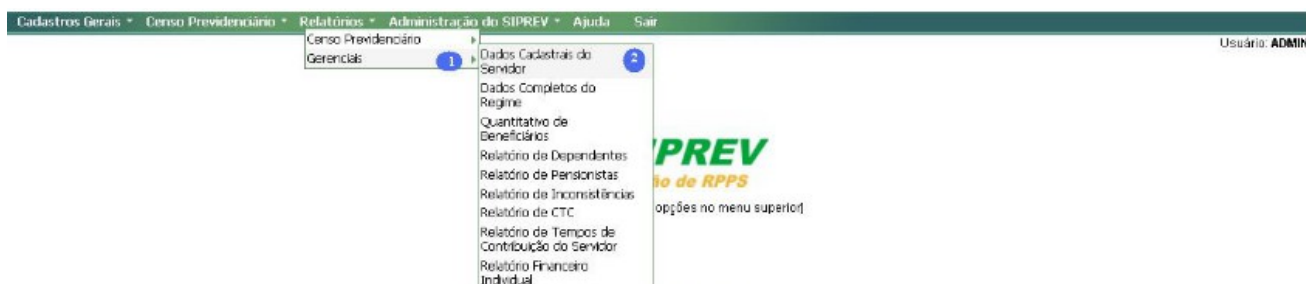 Cadastros Gerais Censo Previdenciário Relatórios Administração do SIPREV Ajuda Sair
Usuário: ADMIN
Censo Previdenciário
Gerenciais 1
Dados Cadastrais do 2
Servidor
Dados Completos do
Regime
Quantitativo de
Beneficiários
Relatório de Dependentes
Relatório de Pensionistas
Relatório de Inconsistências
Relatório de CTC
Relatório de Tempos de
Contribuição do Servidor
Relatório Financeiro
Individual
IPREV
ão de RPPS
opções no menu superior]